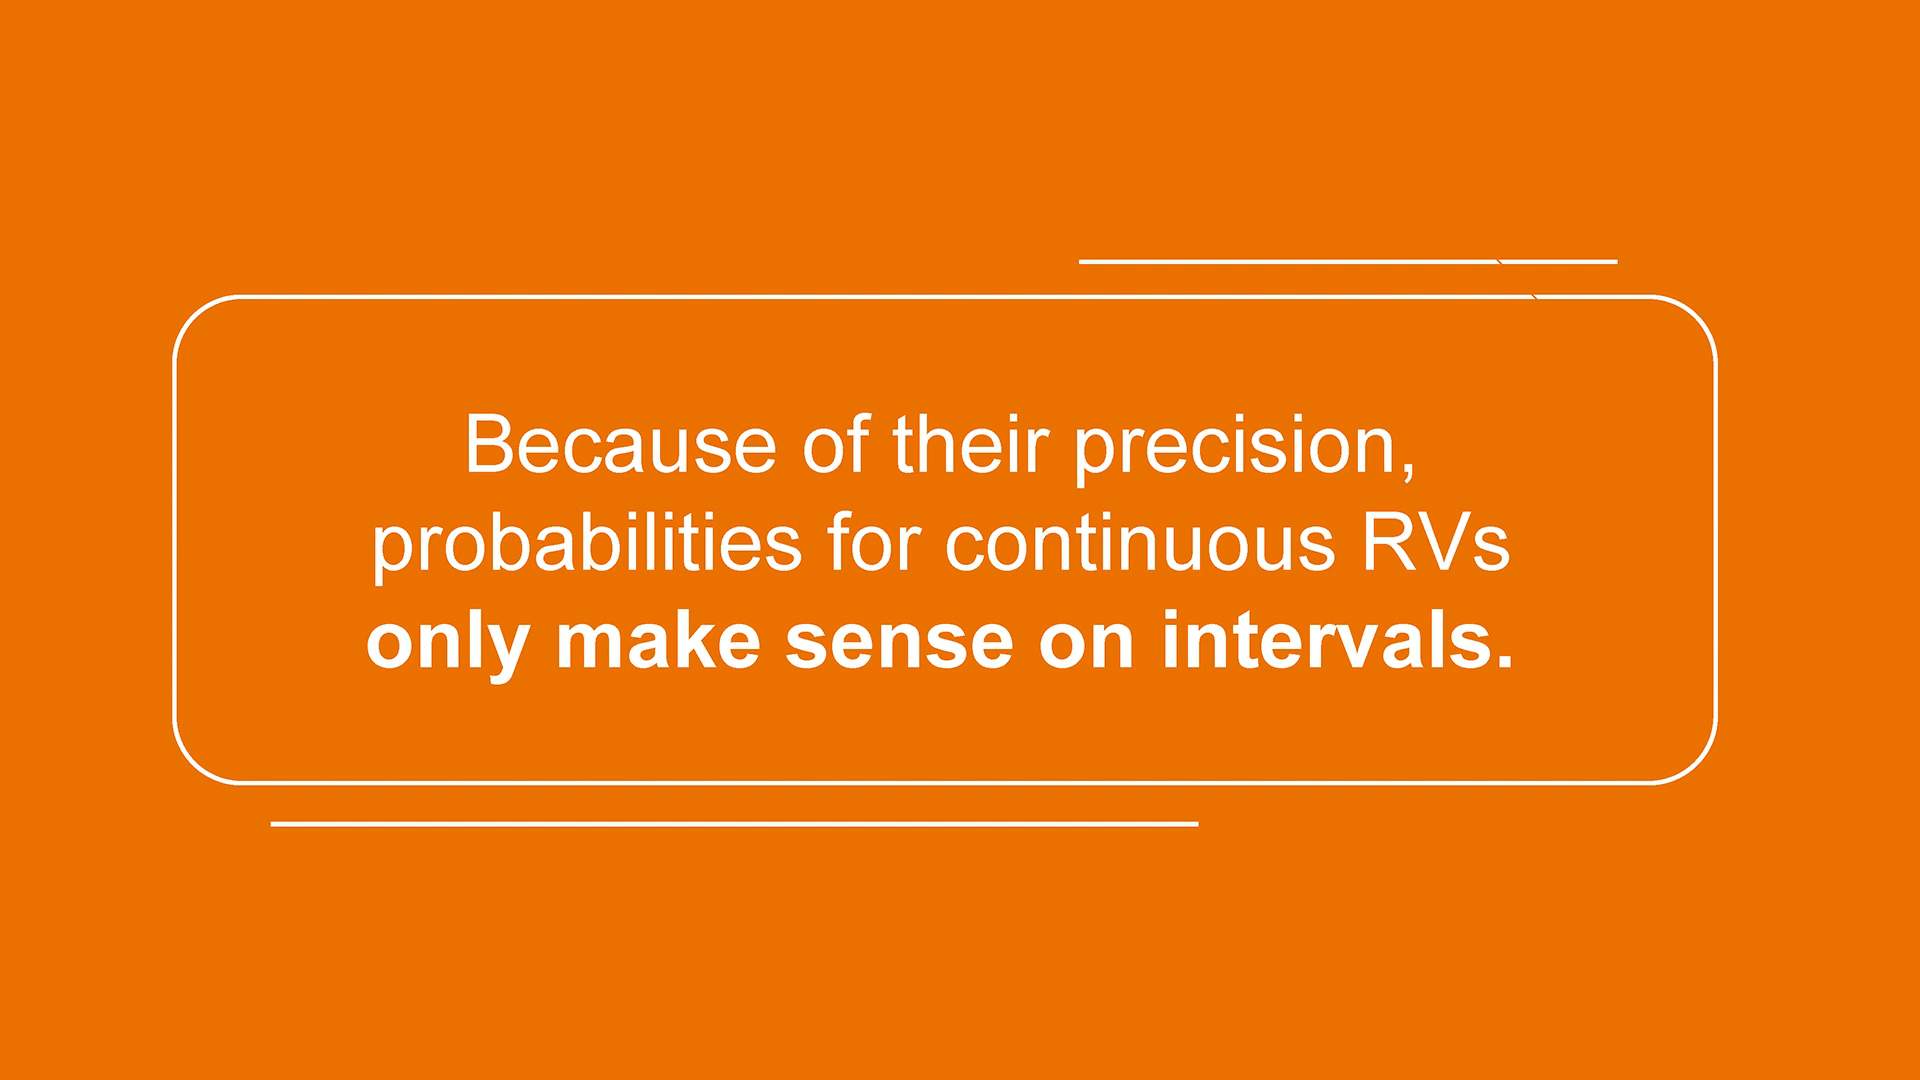 Because of their precision,
probabilities for continuous RVs
only make sense on intervals.